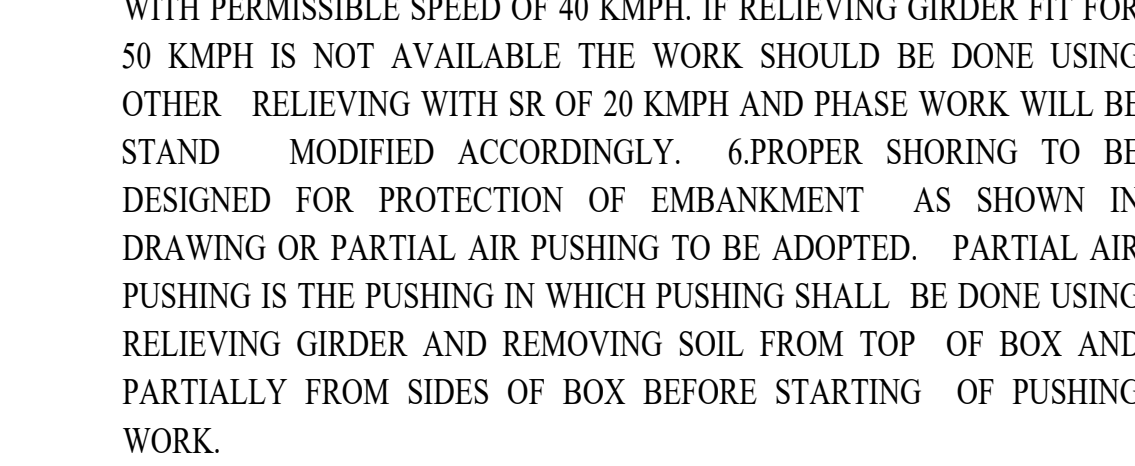 WITH PERMISSIBLE SPEED OF 40 KMPH. IF RELIEVING GIRDER FIT FOR
50 KMPH IS NOT AVAILABLE THE WORK SHOULD BE DONE USING
OTHER RELIEVING WITH SR OF 20 KMPH AND PHASE WORK WILL BE
STAND MODIFIED ACCORDINGLY. 6.PROPER SHORING TO BE
DESIGNED FOR PROTECTION OF EMBANKMENT AS SHOWN IN
DRAWING OR PARTIAL AIR PUSHING TO BE ADOPTED. PARTIAL AIR
PUSHING IS THE PUSHING IN WHICH PUSHING SHALL BE DONE USING
RELIEVING GIRDER AND REMOVING SOIL FROM TOP OF BOX AND
PARTIALLY FROM SIDES OF BOX BEFORE STARTING OF PUSHING
WORK.